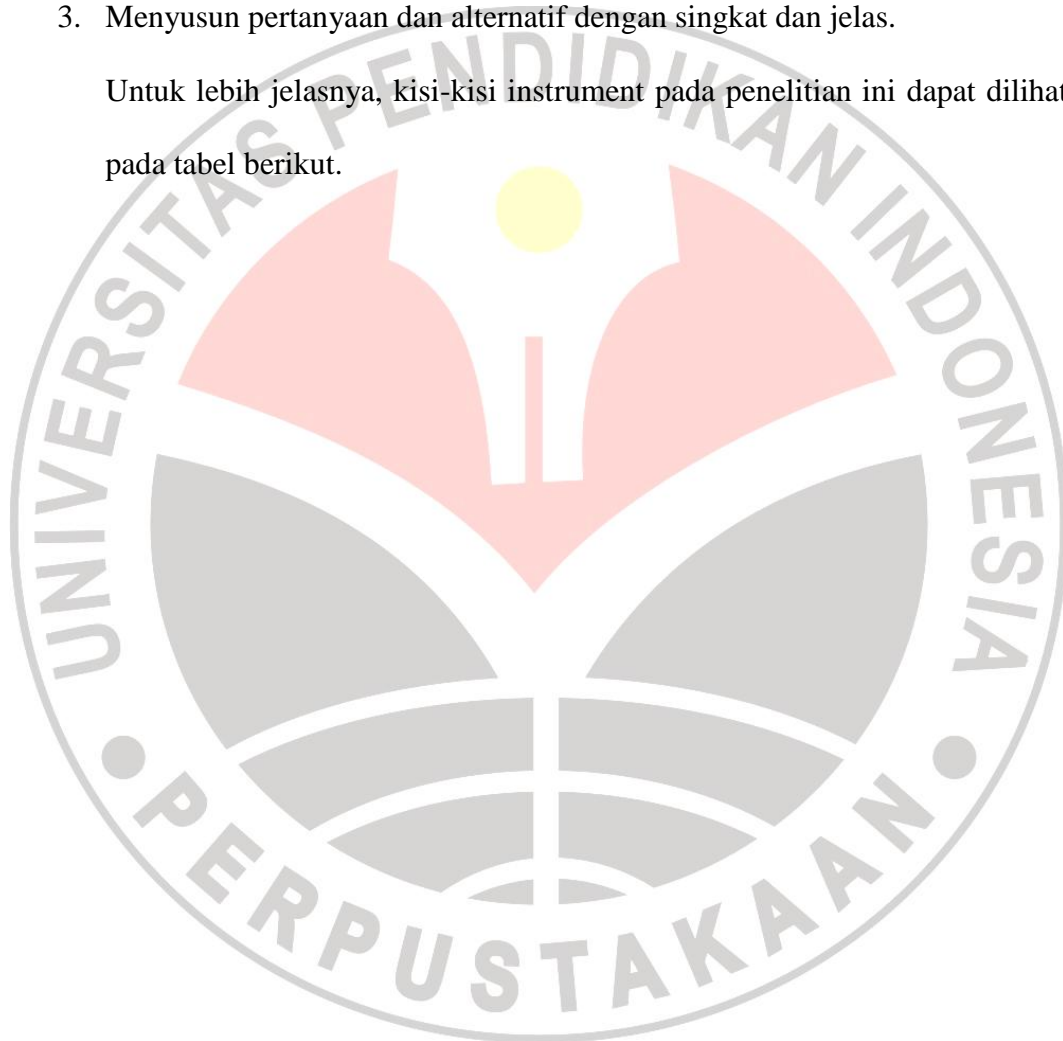 3. Menyusun pertanyaan dan alternatif dengan singkat dan jelas.
Untuk lebih jelasnya, kisi-kisi instrument pada penelitian ini dapat dilihat
pada tabel berikut.
UNIVERSITAS PENDIDIKAN INDONESIA
PERPUSTAKAAN